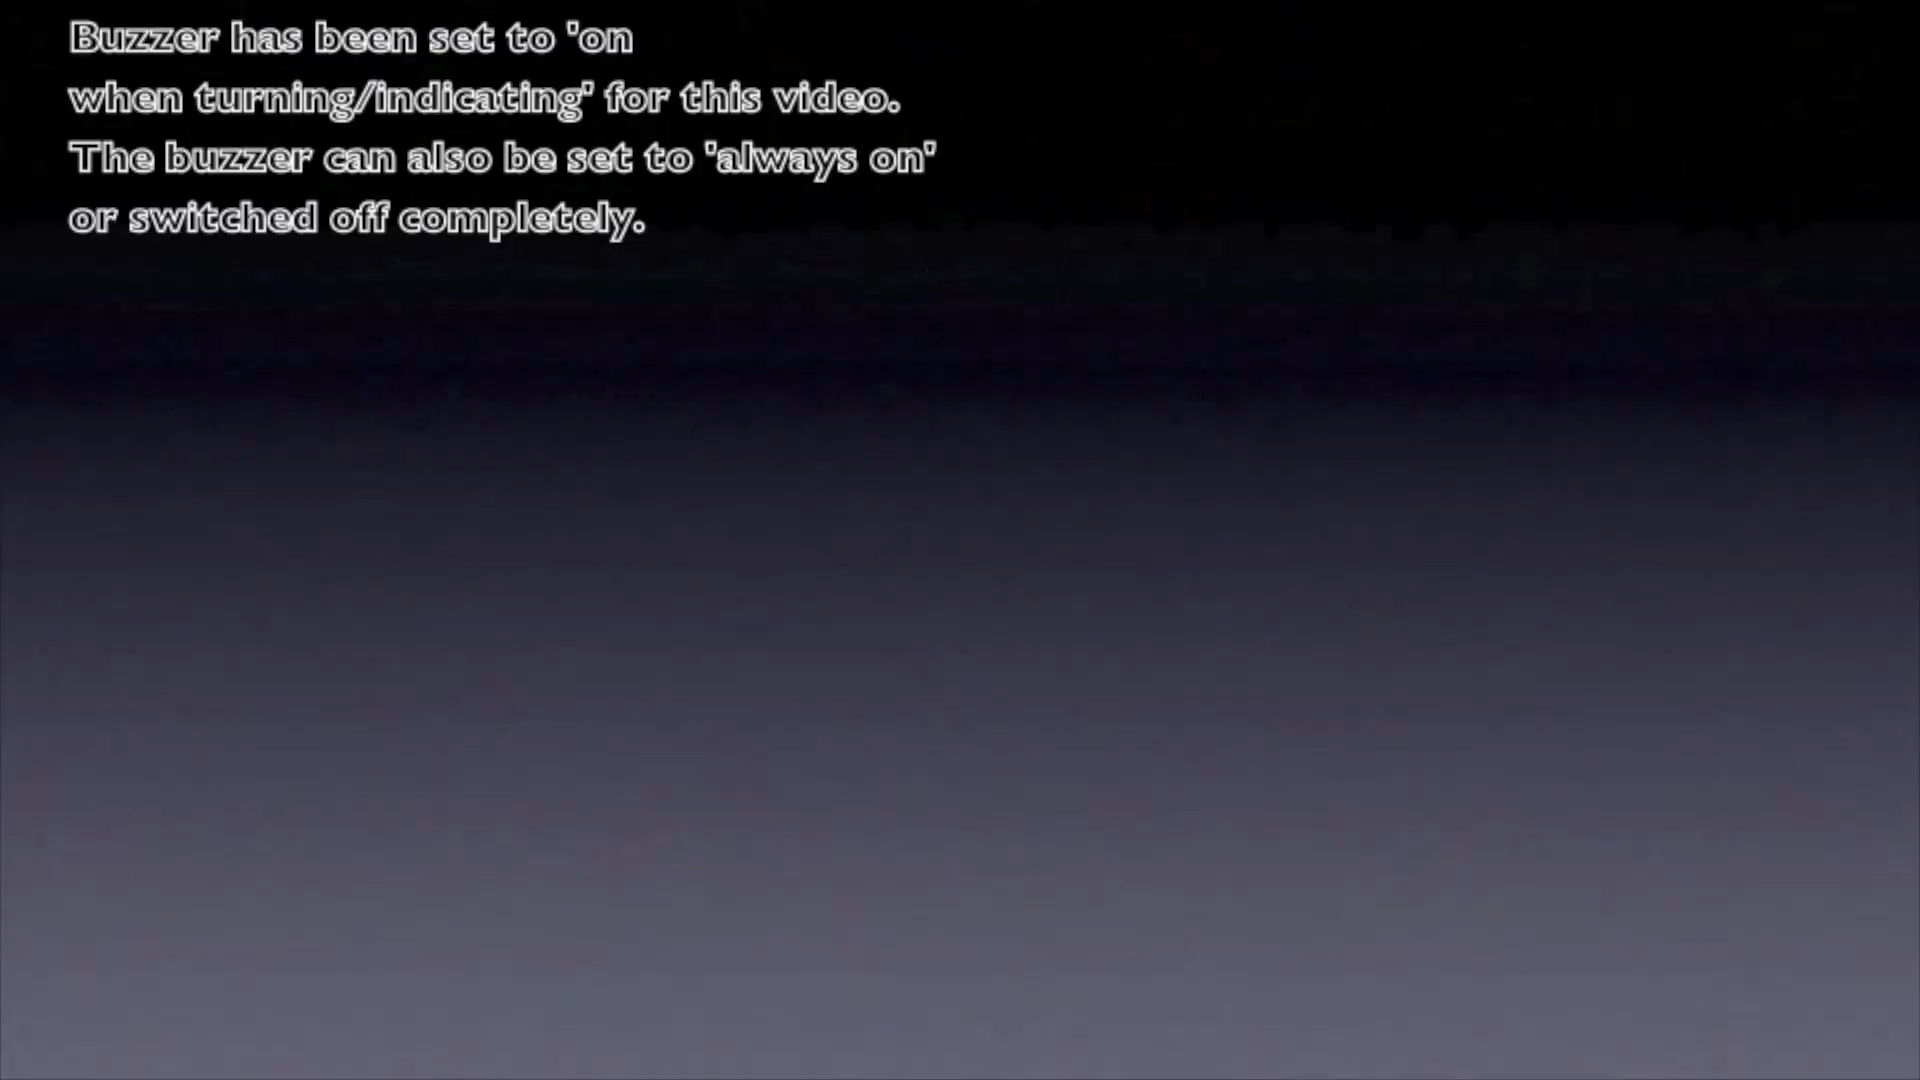 Buzzer has been set to 'on
when turning/indicating' for this video.
The buzzer can also be set to 'always on'
or switched off completely.